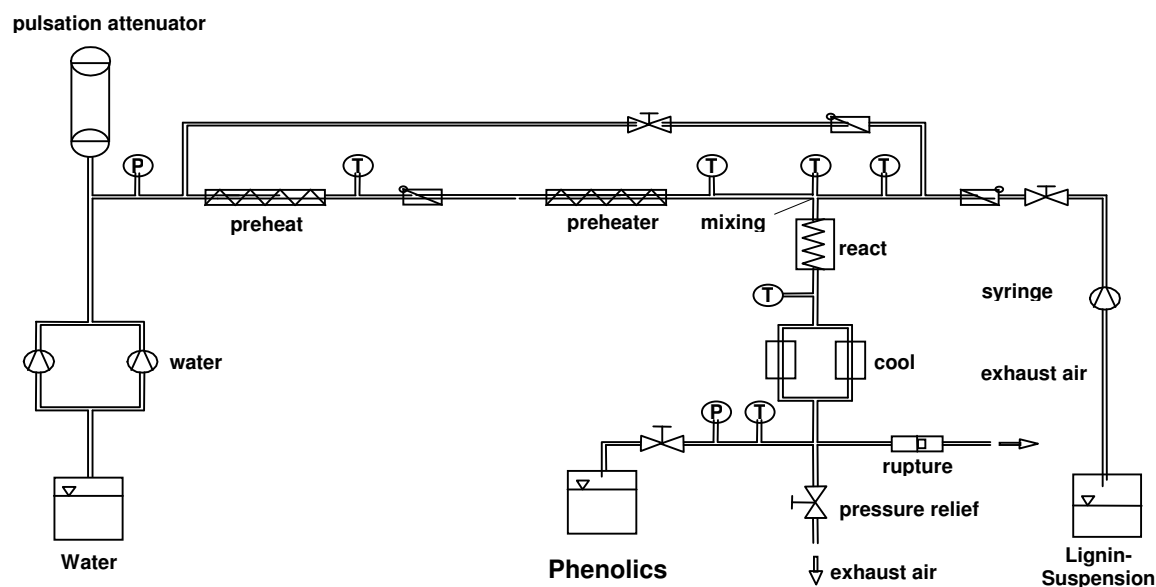 pulsation attenuator
P
T
T
T
T
preheat
preheater
mixing
react
T
syringe
water
cool
exhaust air
P
T
rupture
pressure relief
Water
Phenolics
exhaust air
Lignin-
Suspension